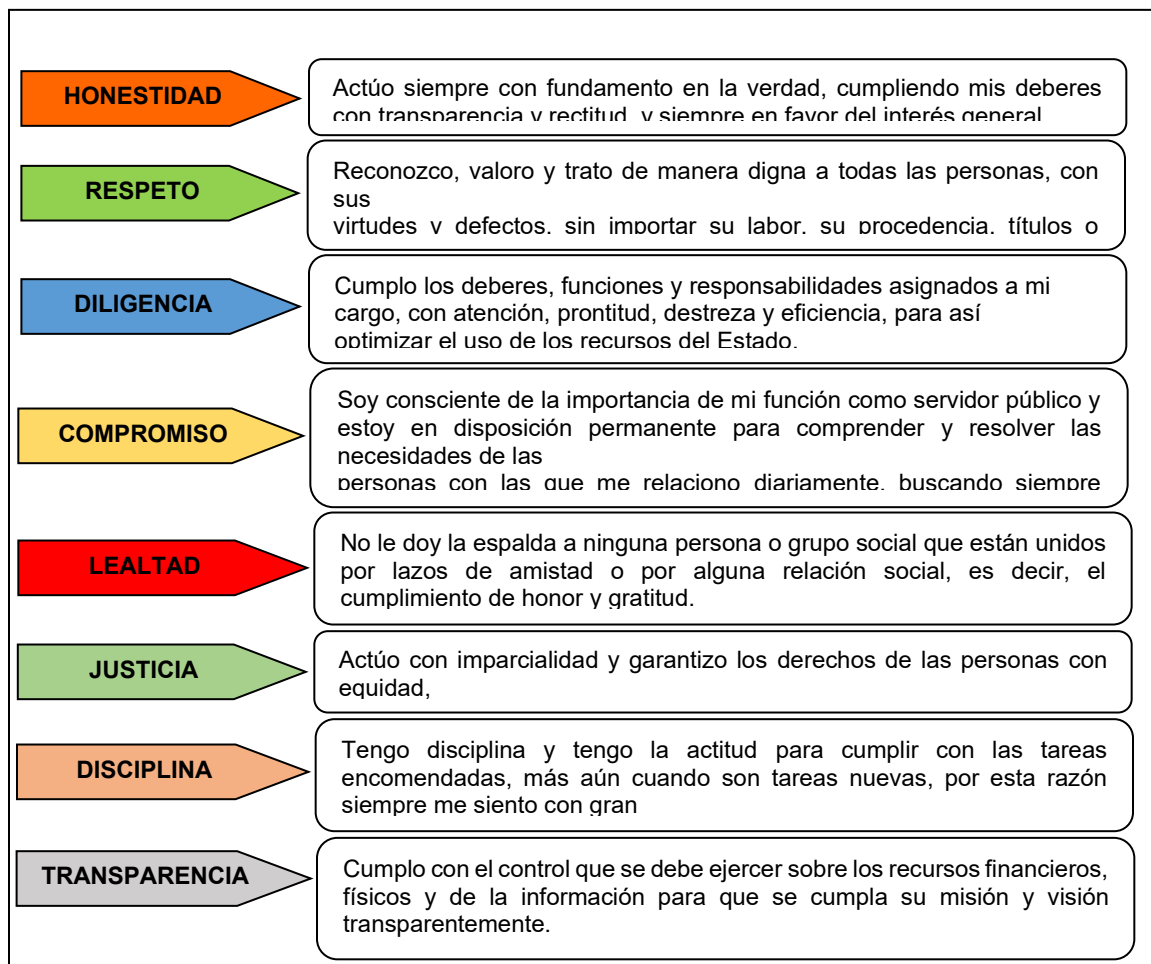 HONESTIDAD
Actúo siempre con fundamento en la verdad, cumpliendo mis deberes
con transparencia y rectitud, y siempre en favor del interés general
RESPETO
Reconozco, valoro y trato de manera digna a todas las personas, con
sus
virtudes y defectos, sin importar su labor, su procedencia, títulos o
DILIGENCIA
Cumplo los deberes, funciones y responsabilidades asignados a mi
cargo, con atención, prontitud, destreza y eficiencia, para así
optimizar el uso de los recursos del Estado.
COMPROMISO
Soy consciente de la importancia de mi función como servidor público y
estoy en disposición permanente para comprender y resolver las
necesidades de las
personas con las que me relaciono diariamente, buscando siempre
LEALTAD
No le doy la espalda a ninguna persona o grupo social que están unidos
por lazos de amistad o por alguna relación social, es decir, el
cumplimiento de honor y gratitud.
JUSTICIA
Actúo con imparcialidad y garantizo los derechos de las personas con
equidad,
DISCIPLINA
Tengo disciplina y tengo la actitud para cumplir con las tareas
encomendadas, más aún cuando son tareas nuevas, por esta razón
siempre me siento con gran
TRANSPARENCIA
Cumplo con el control que se debe ejercer sobre los recursos financieros,
físicos y de la información para que se cumpla su misión y visión
transparentemente.